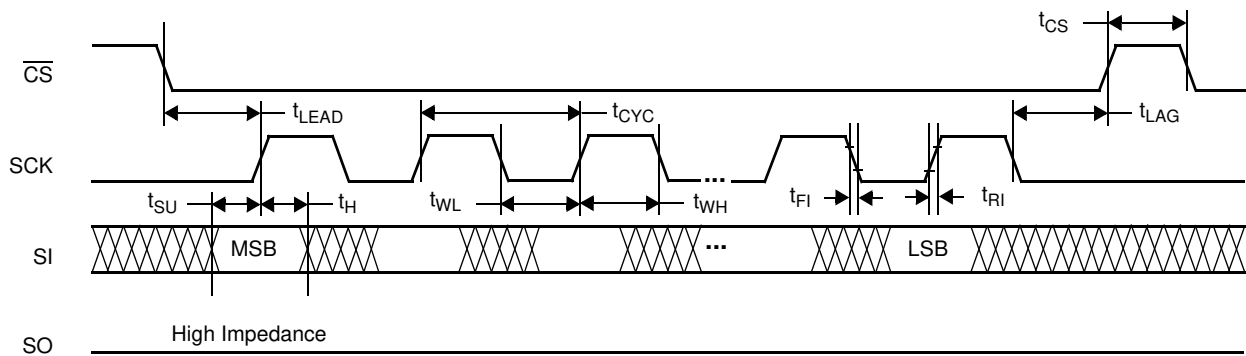 tCS
CS
tLEAD
tCYC
tLAG
SCK
...
tSU
tH
tWL
tWH
tFI
tRI
SI
MSB
...
LSB
High Impedance
SO